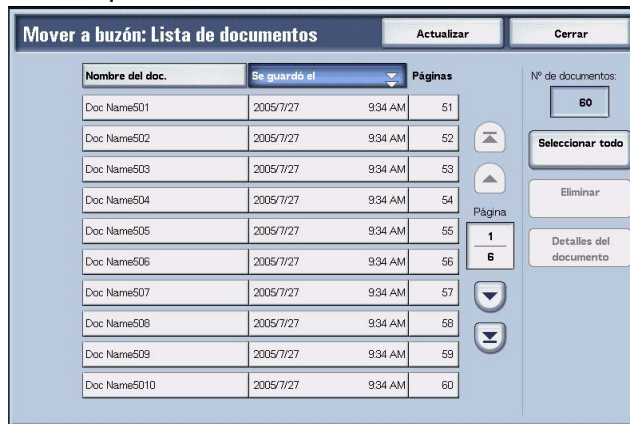 Mover a buzón: Lista de documentos
Actualizar
Cerrar
Nombre del doc.
Se guardó el
Páginas
Nº de documentos:
60
Doc Name501 2005/7/27 9:34 AM 51
Doc Name502 2005/7/27 9:34 AM 52
Doc Name503 2005/7/27 9:34 AM 53
Doc Name504 2005/7/27 9:34 AM 54
Doc Name505 2005/7/27 9:34 AM 55
Doc Name506 2005/7/27 9:34 AM 56
Doc Name507 2005/7/27 9:34 AM 57
Doc Name508 2005/7/27 9:34 AM 58
Doc Name509 2005/7/27 9:34 AM 59
Doc Name5010 2005/7/27 9:34 AM 60
Página
1
6
Seleccionar todo
Eliminar
Detalles del
documento